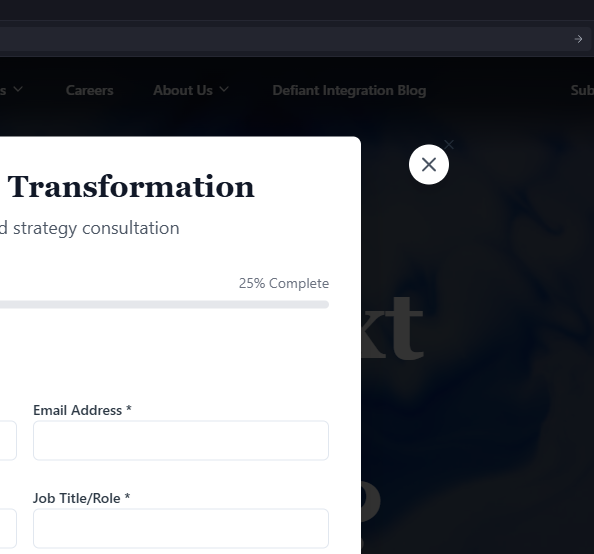 s Careers About Us Defiant Integration Blog Sub
Transformation
d strategy consultation
25% Complete
xt
Email Address *
Job Title/Role *
?